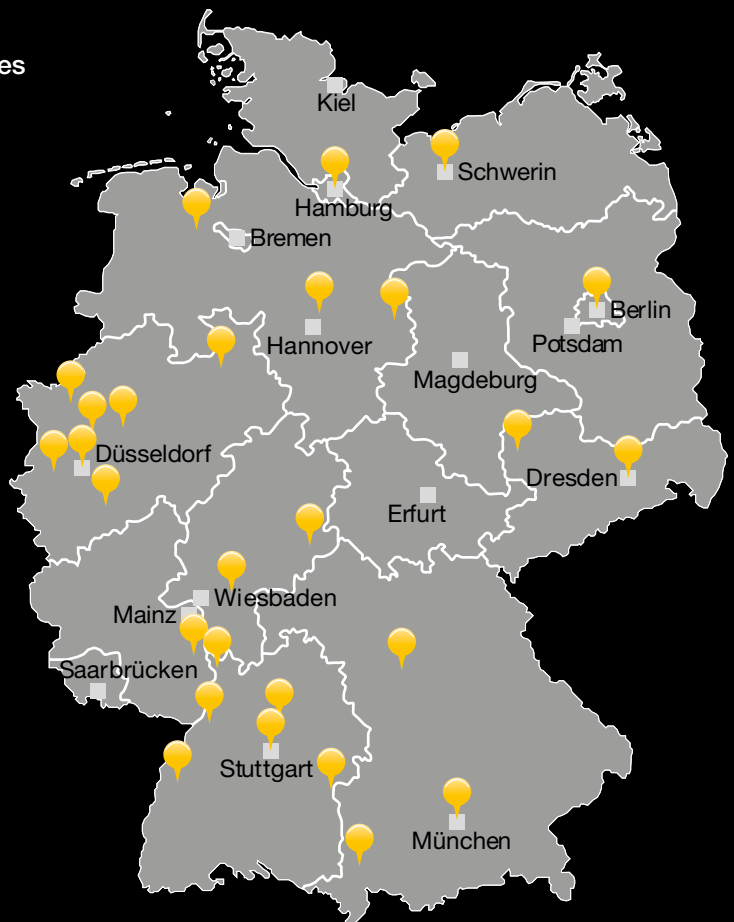 es
Kiel
Schwerin
Hamburg
Bremen
Berlin
Hannover
Potsdam
Magdeburg
Düsseldorf
Dresden
Erfurt
Wiesbaden
Mainz
Saarbrücken
Stuttgart
München